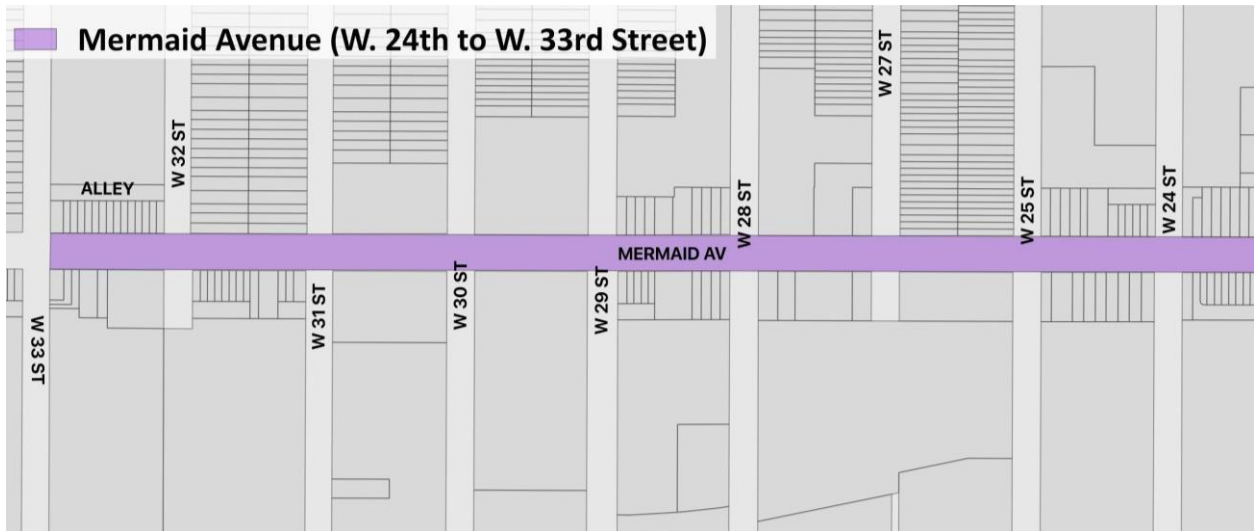 Mermaid Avenue (W. 24th to W. 33rd Street)
W 27 ST
W 32 ST
ALLEY
W 28 ST
W 25 ST
W 24 ST
MERMAID AV
W 33 ST
W 31 ST
W 30 ST
W 29 ST